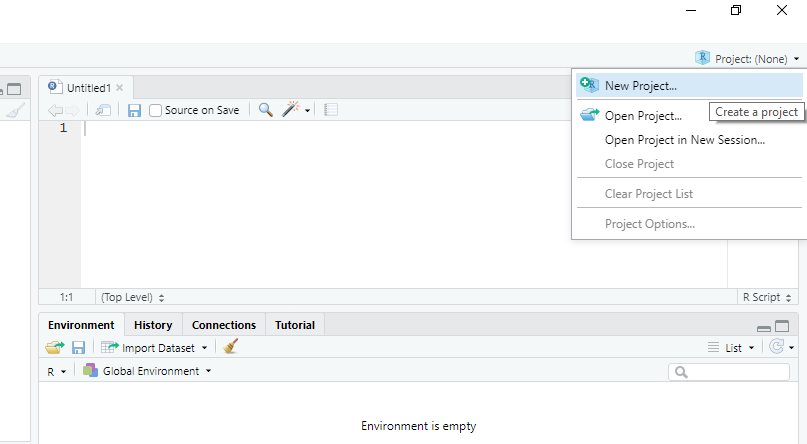 Project: (None)
Untitled1
New Project...
Source on Save
Create a project
Open Project...
1
Open Project in New Session...
Close Project
Clear Project List
Project Options...
1:1 (Top Level) R Script
Environment History Connections Tutorial
Import Dataset List
R Global Environment
Environment is empty